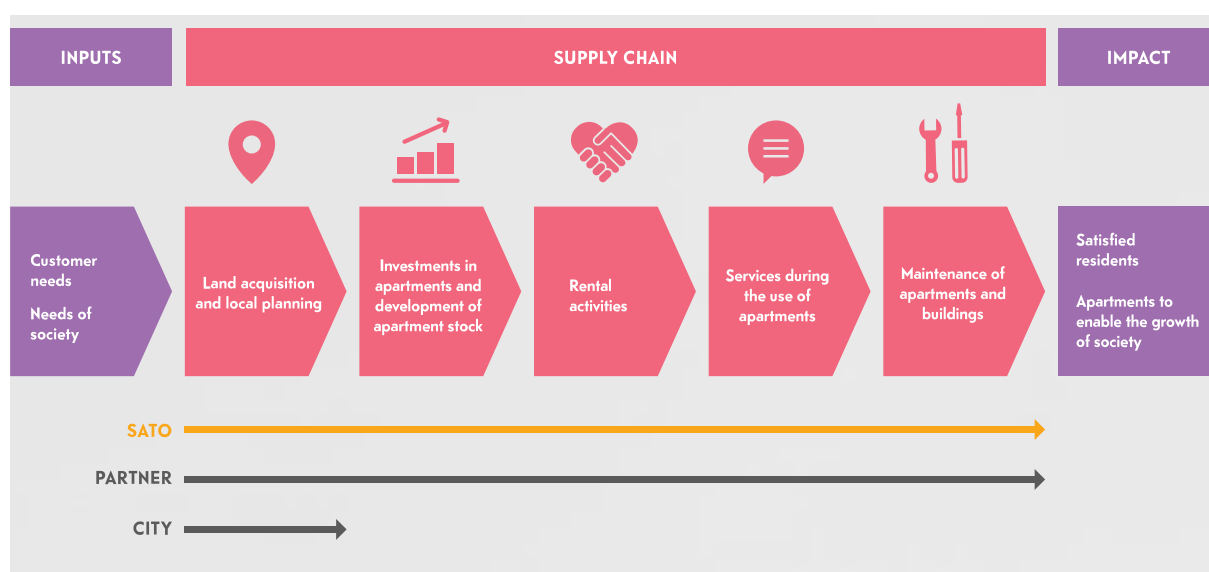 INPUTS
SUPPLY CHAIN
IMPACT
Customer
needs
Needs of
society
Land acquisition
and local planning
Investments in
apartments and
development of
apartment stock
Rental
activities
Services during
the use of
apartments
Maintenance of
apartments and
buildings
Satisfied
residents
Apartments to
enable the growth
of society
SATO
PARTNER
CITY